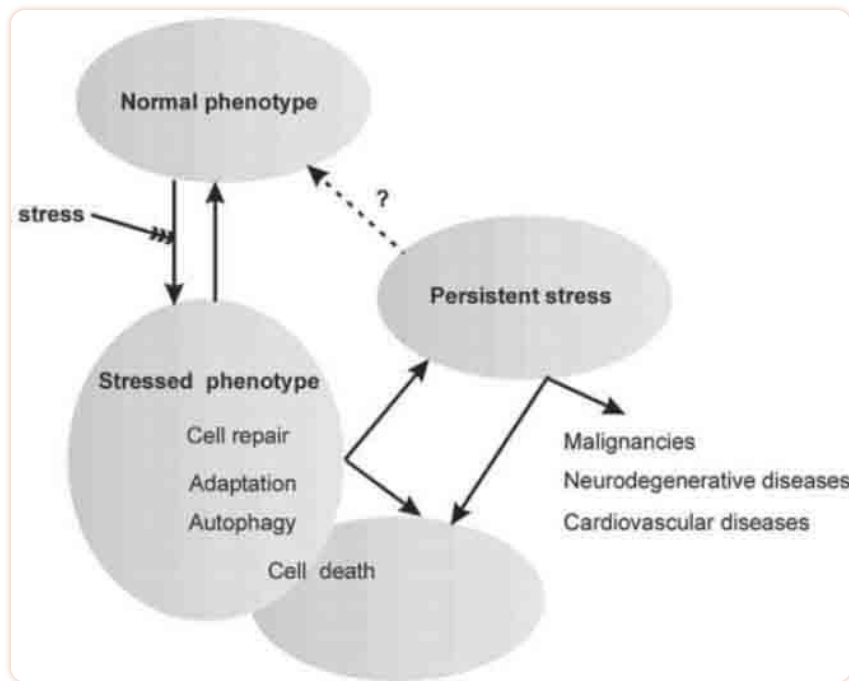 Normal phenotype
stress
?
Persistent stress
Stressed phenotype
Cell repair
Adaptation
Autophagy
Cell death
Malignancies
Neurodegenerative diseases
Cardiovascular diseases